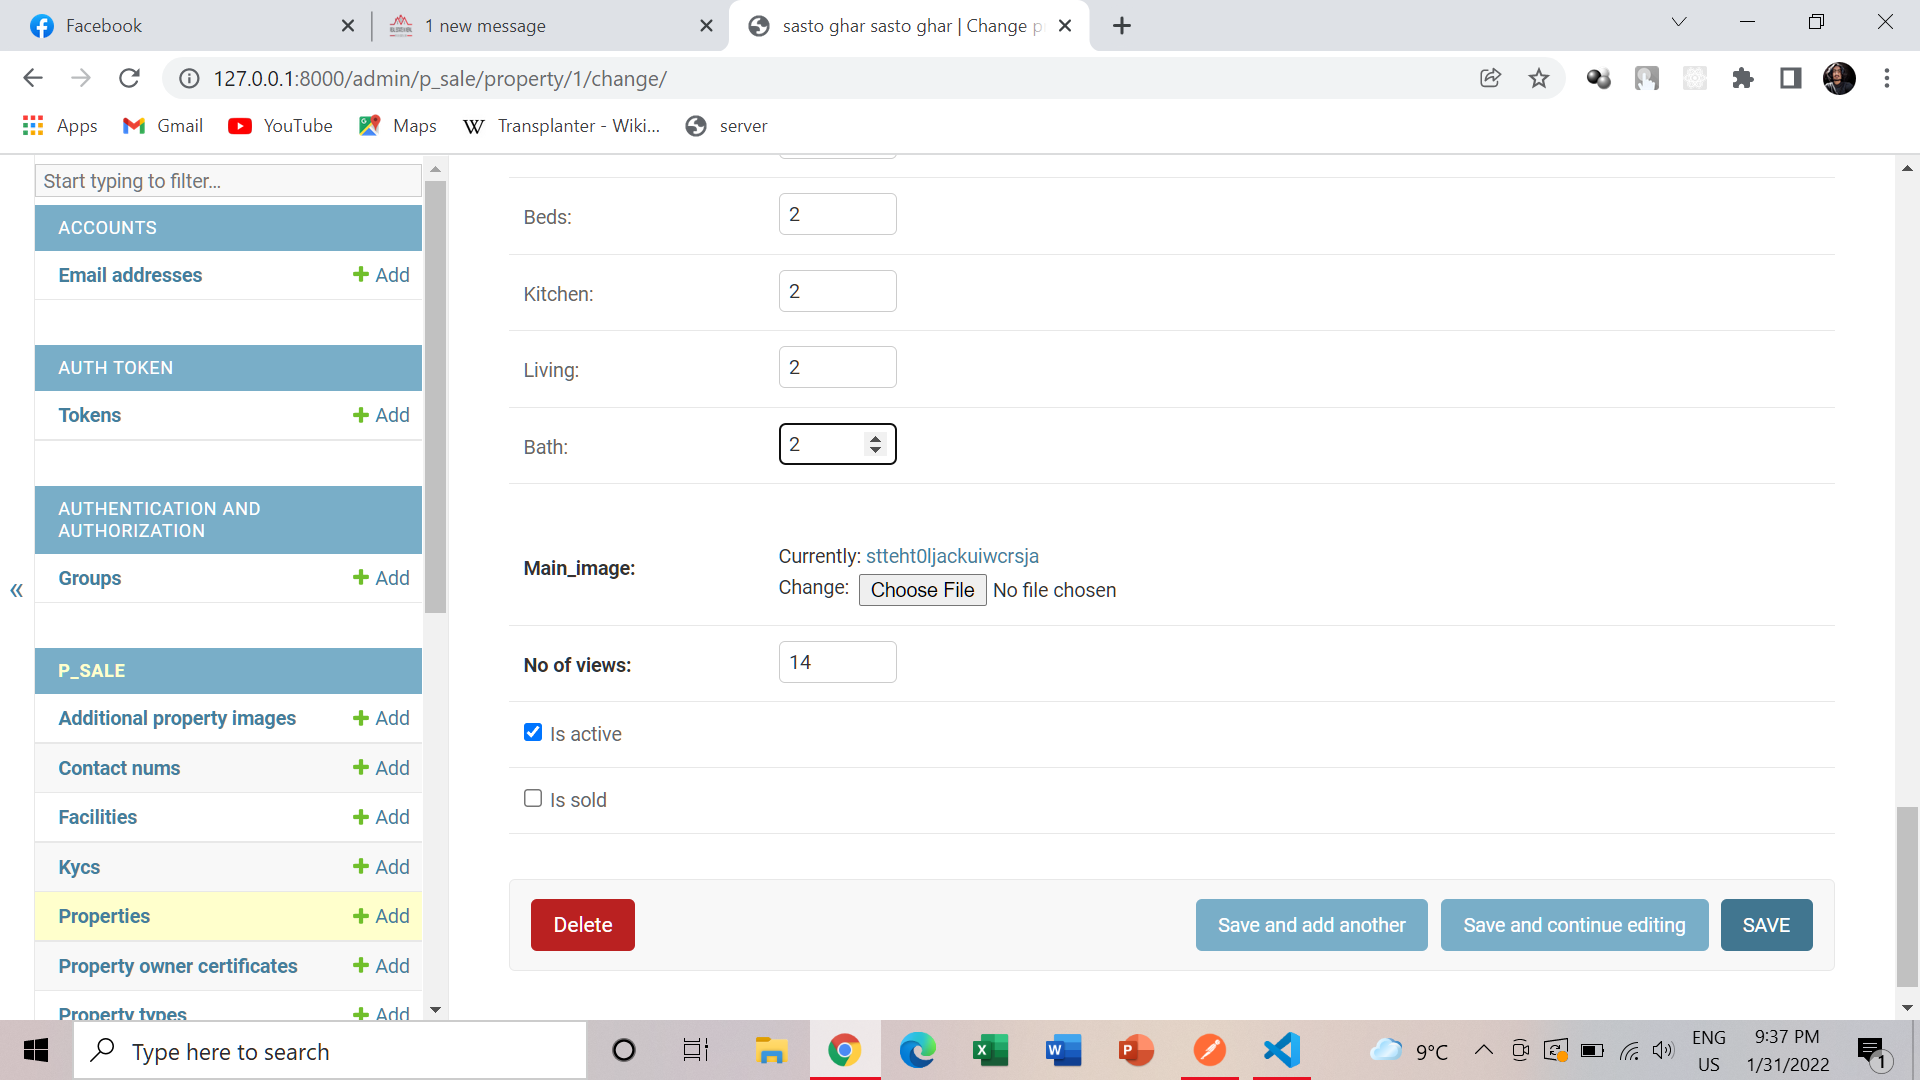 Facebook
1 new message
sasto ghar sasto ghar | Change p
127.0.0.1:8000/admin/p_sale/property/1/change/
Apps
Gmail
YouTube
Maps
W Transplanter - Wiki...
server
Start typing to filter...
ACCOUNTS
Email addresses
Add
AUTH TOKEN
Tokens
Add
AUTHENTICATION AND
AUTHORIZATION
Groups
Add
P_SALE
Additional property images
Add
Contact nums
Add
Facilities
Add
Kycs
Add
Properties
Add
Property owner certificates
Add
Property types
Add
«
Beds:
2
Kitchen:
2
Living:
2
Bath:
2
Main_image:
Currently: stteht0ljackuiwcrsja
Change: Choose File No file chosen
No of views:
14
Is active
Is sold
Delete
Save and add another
Save and continue editing
SAVE
Type here to search
9°C
ENG
US
9:37 PM
1/31/2022
1